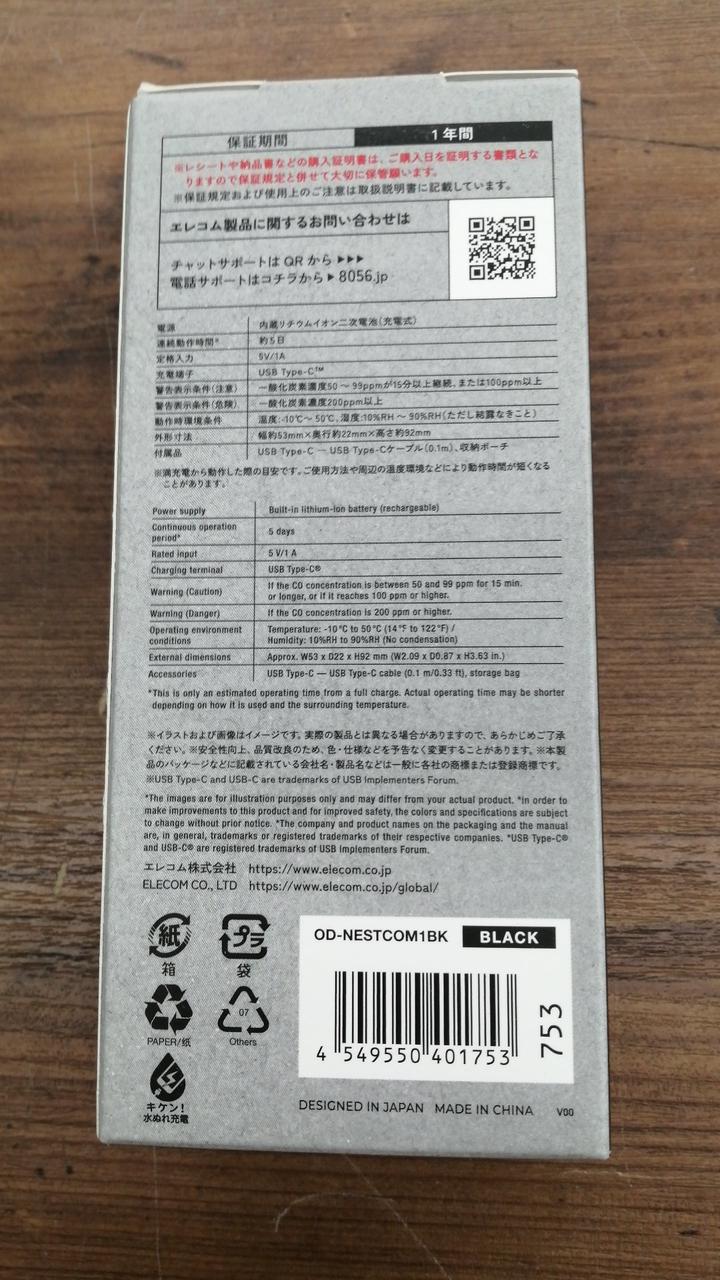 保証期間 1年間
※レシートや納品書などの購入証明書は、ご購入日を証明する書類とな
りますので保証規定と併せて大切に保管願います。
※保証規定および使用上のご注意は取扱説明書に記載しています。
エレコム製品に関するお問い合わせは
チャットサポートは QR から ▶▶▶
電話サポートはコチラから ▶ 8056.jp
電源 内蔵リチウムイオン二次電池(充電式)
連続動作時間* 約5日
定格入力 5V/1A
充電端子 USB Type-C™
警告表示条件(注意) 一酸化炭素濃度50 ～ 99ppmが15分以上継続、または100ppm以上
警告表示条件(危険) 一酸化炭素濃度200ppm以上
動作時環境条件 温度:-10℃～ 50℃、湿度:10%RH ～ 90%RH(ただし結露なきこと)
外形寸法 幅約53mm×奥行約22mm×高さ約92mm
付属品 USB Type-C — USB Type-Cケーブル(0.1m)、収納ポーチ
※満充電から動作した際の目安です。ご使用方法や周辺の温度環境などにより動作時間が短くなる
ことがあります。
Power supply Built-in lithium-ion battery (rechargeable)
Continuous operation
period* 5 days
Rated input 5 V/1 A
Charging terminal USB Type-C®
Warning (Caution) If the CO concentration is between 50 and 99 ppm for 15 min.
or longer, or if it reaches 100 ppm or higher.
Warning (Danger) If the CO concentration is 200 ppm or higher.
Operating environment
conditions Temperature: -10°C to 50°C (14°F to 122°F) /
Humidity: 10%RH to 90%RH (No condensation)
External dimensions Approx. W53 x D22 x H92 mm (W2.09 x D0.87 x H3.63 in.)
Accessories USB Type-C — USB Type-C cable (0.1 m/0.33 ft), storage bag
*This is only an estimated operating time from a full charge. Actual operating time may be shorter
depending on how it is used and the surrounding temperature.
※イラストおよび画像はイメージです。実際の製品とは異なる場合がありますので、あらかじめご了承
ください。※安全性向上、品質改良のため、色・仕様などを予告なく変更することがあります。※本製
品のパッケージなどに記載されている会社名・製品名などは一般に各社の商標または登録商標です。
※USB Type-C and USB-C are trademarks of USB Implementers Forum.
*The images are for illustration purposes only and may differ from your actual product. *In order to
make improvements to this product and for improved safety, the colors and specifications are subject
to change without prior notice. *The company and product names on the packaging and the manual
are, in general, trademarks or registered trademarks of their respective companies. *USB Type-C®
and USB-C® are registered trademarks of USB Implementers Forum.
エレコム株式会社 https://www.elecom.co.jp
ELECOM CO., LTD https://www.elecom.co.jp/global/
紙
箱
プラ
袋
PAPER/纸
07
Others
キケン!
水ぬれ充電
OD-NESTCOM1BK BLACK
4 549550 401753
753
DESIGNED IN JAPAN MADE IN CHINA V00